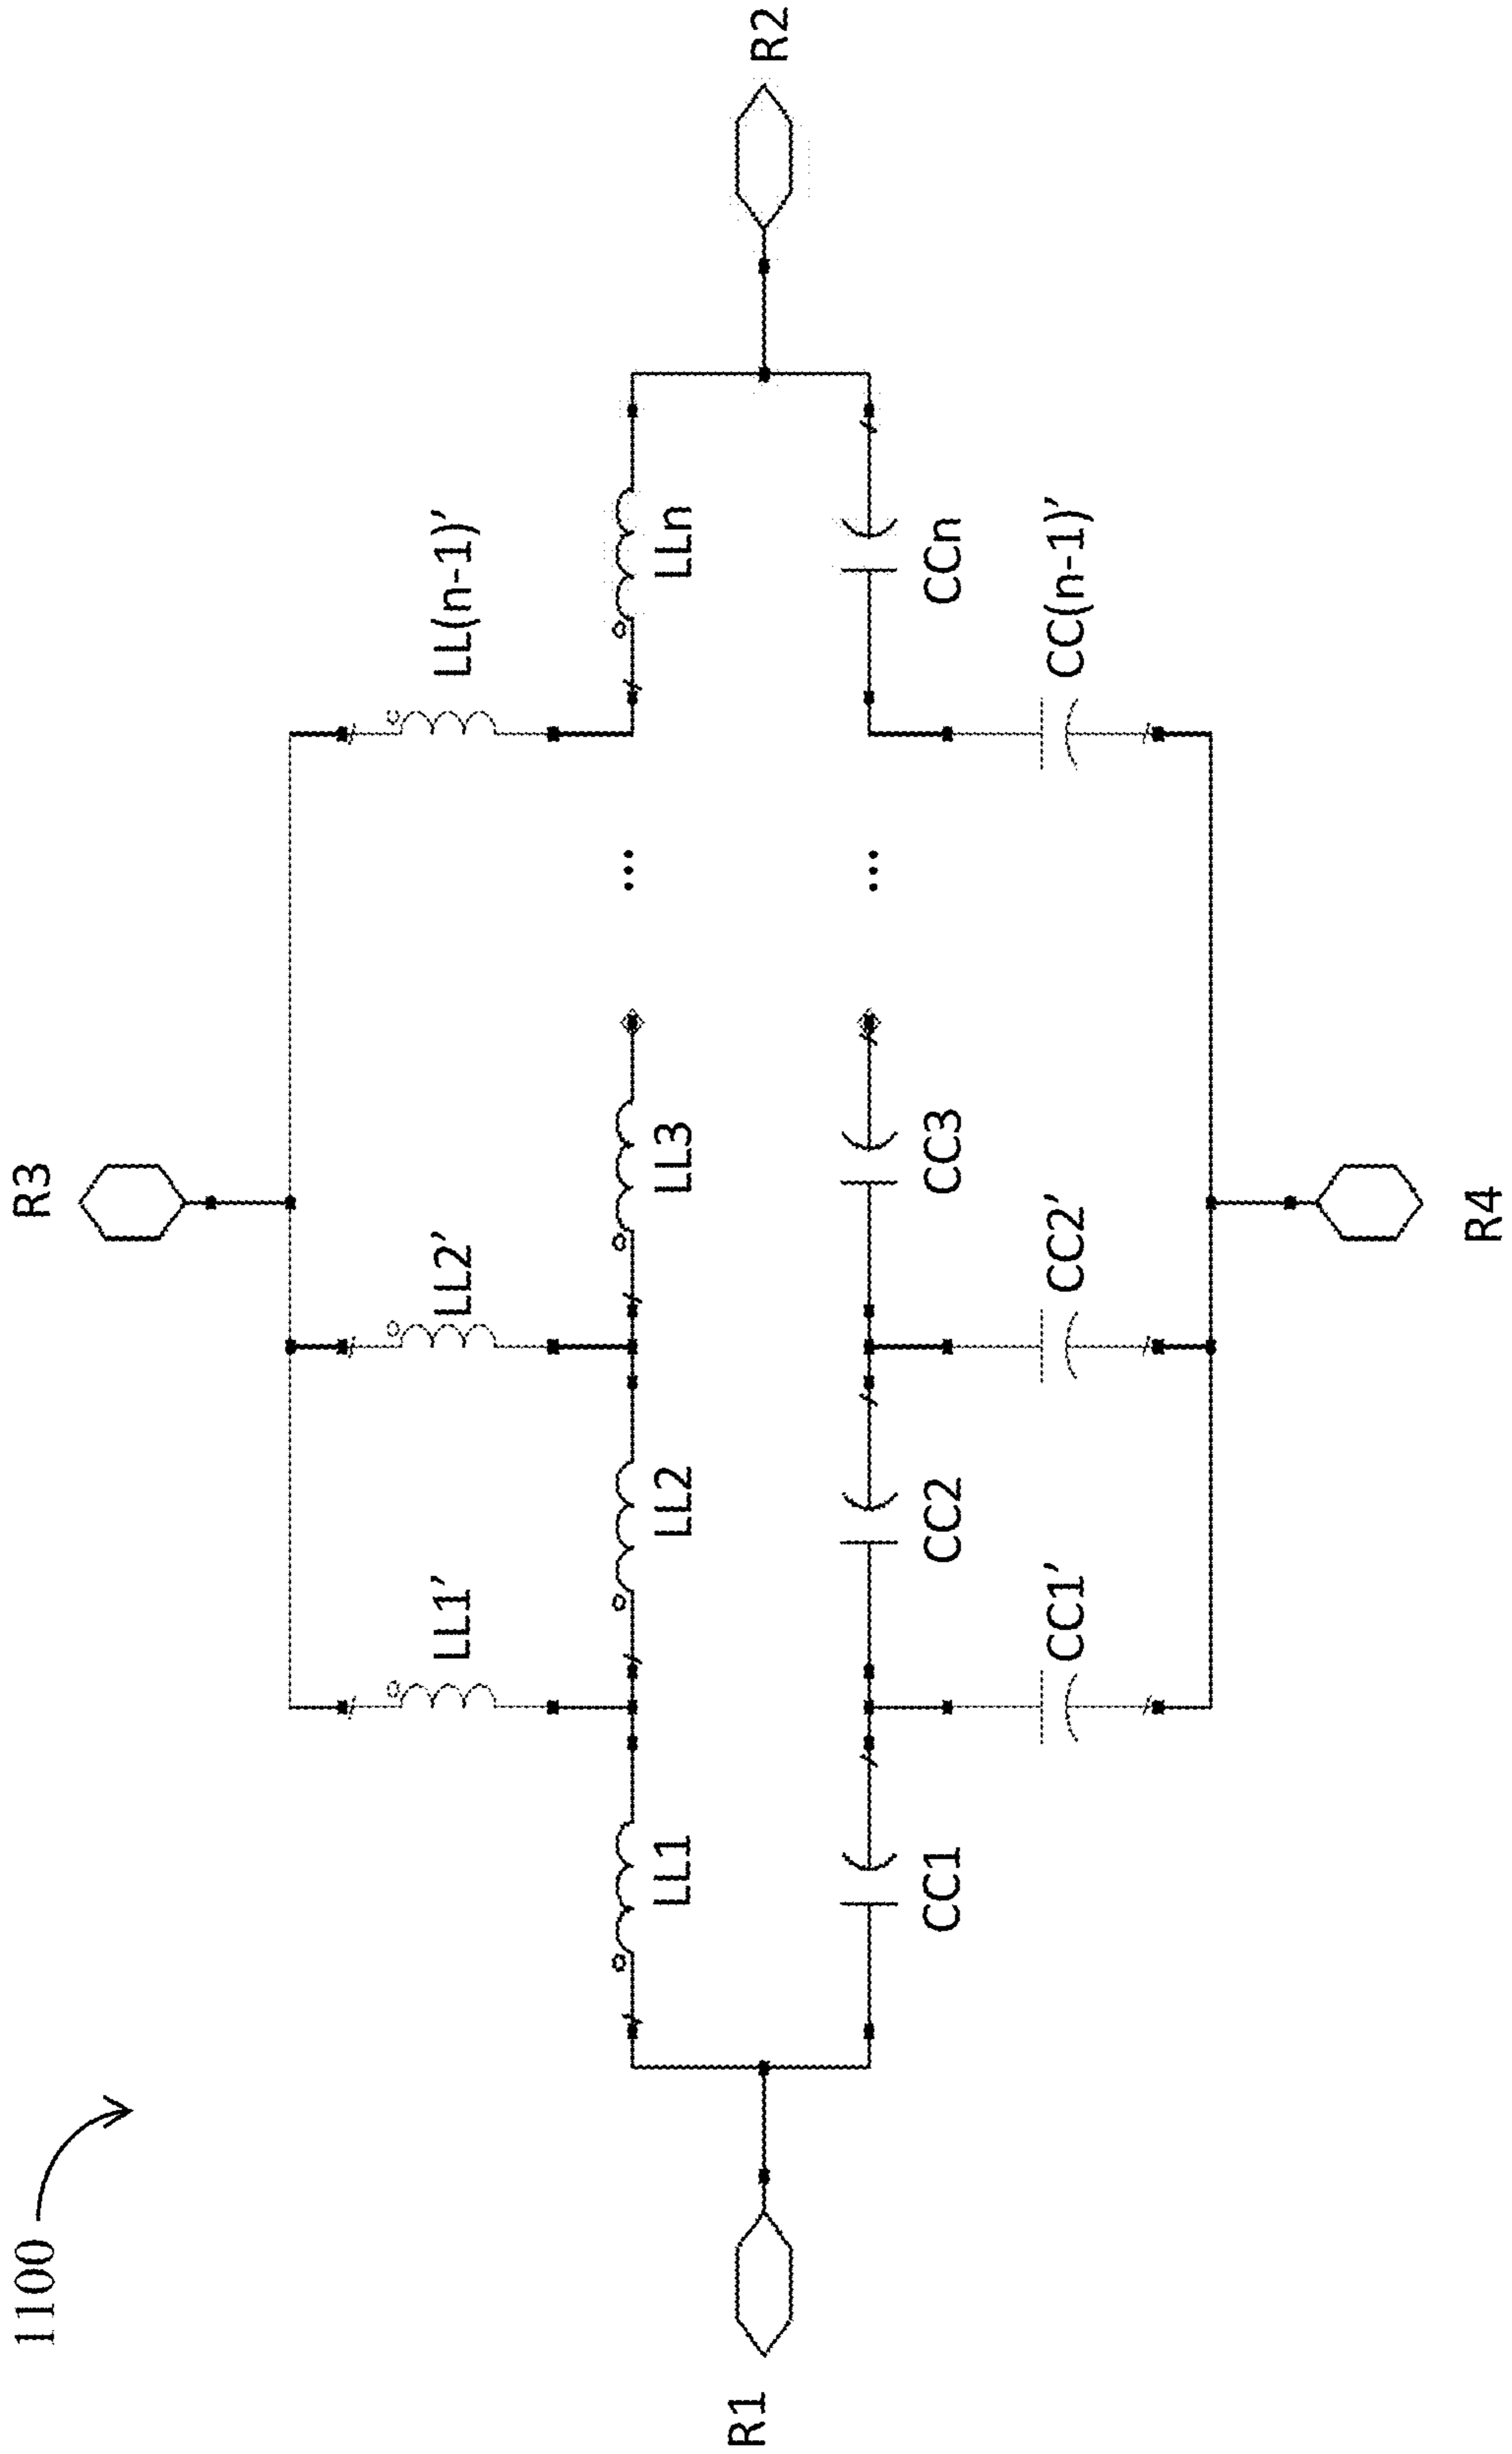 1100
R3
LL1’
LL2’
LL(n-1)’
LL1
LL2
LL3
...
LLn
R1
R2
CC1
CC2
CC3
...
CCn
CC1’
CC2’
CC(n-1)’
R4